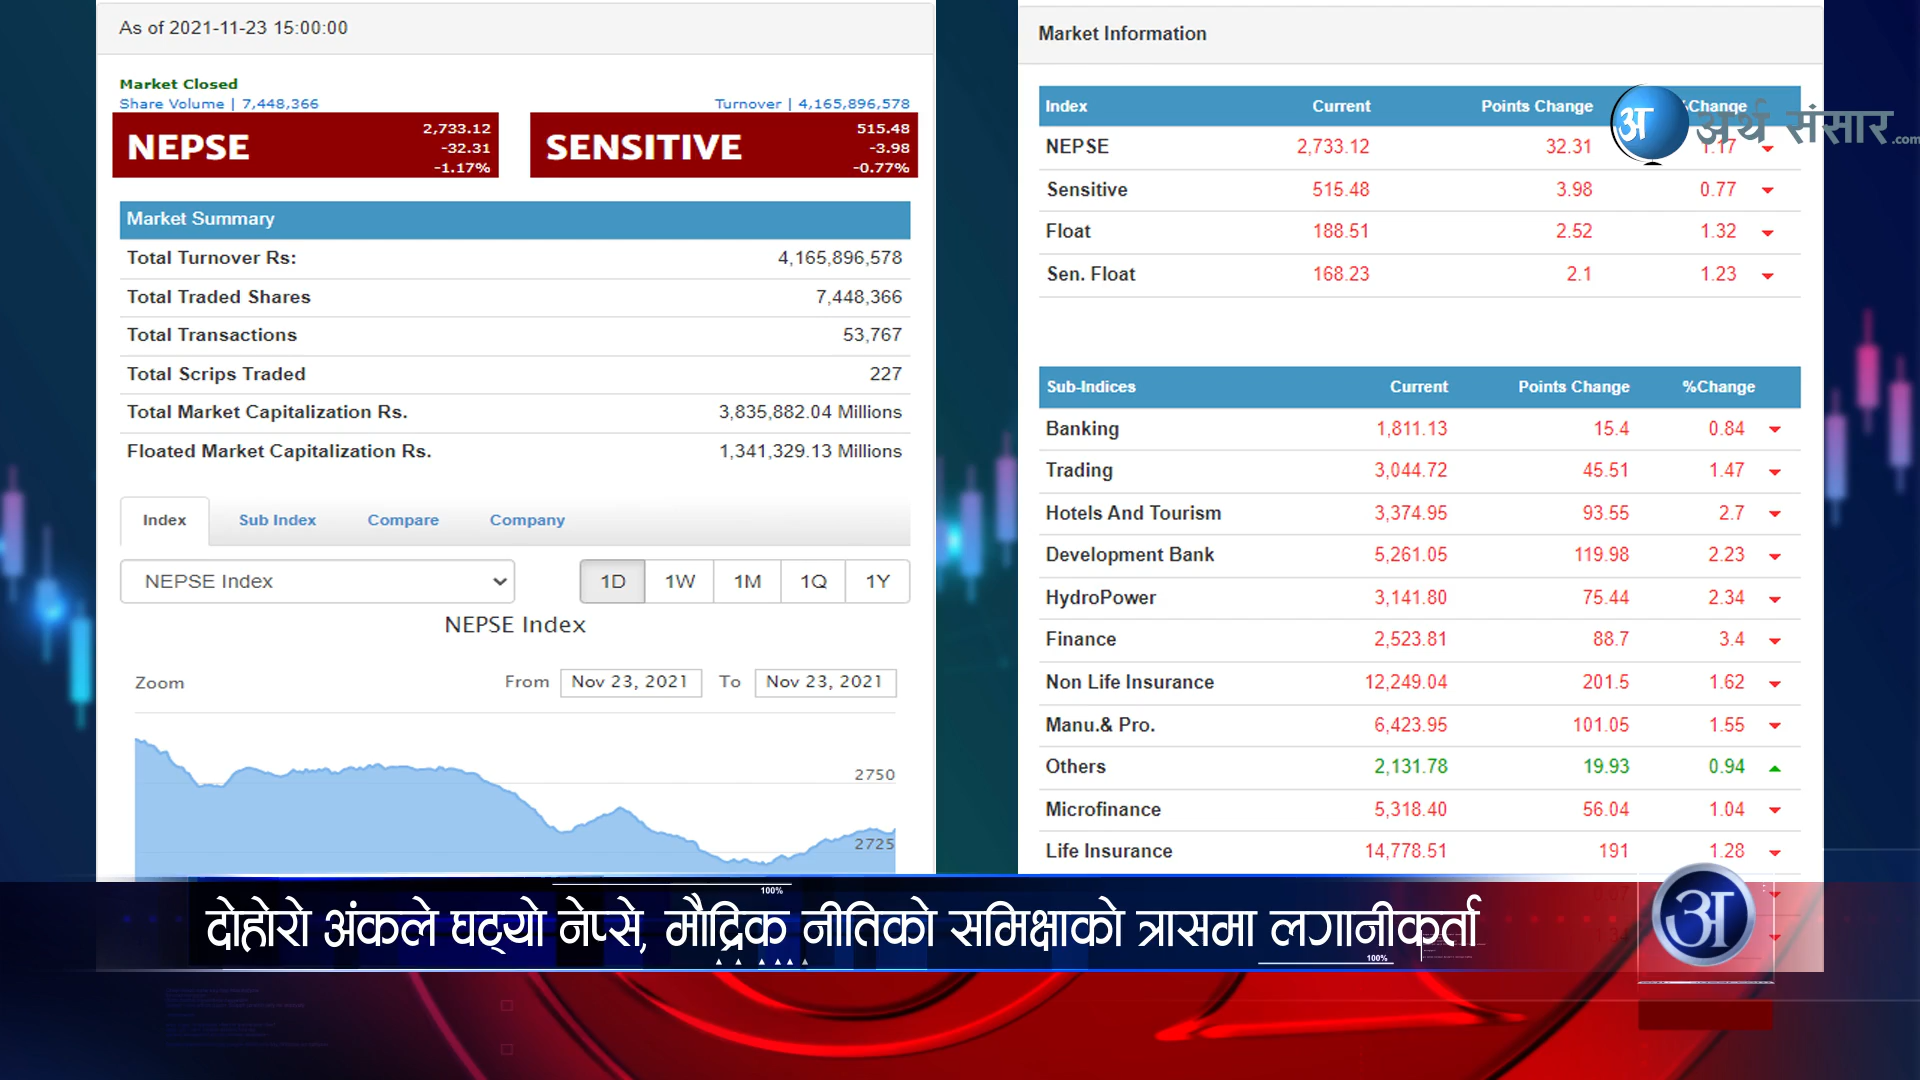 As of 2021-11-23 15:00:00
Market Closed
Share Volume | 7,448,366
Turnover | 4,165,896,578
NEPSE
2,733.12
-32.31
-1.17%
SENSITIVE
515.48
-3.98
-0.77%
Market Summary
Total Turnover Rs: 4,165,896,578
Total Traded Shares 7,448,366
Total Transactions 53,767
Total Scrips Traded 227
Total Market Capitalization Rs. 3,835,882.04 Millions
Floated Market Capitalization Rs. 1,341,329.13 Millions
Index Sub Index Compare Company
NEPSE Index 1D 1W 1M 1Q 1Y
NEPSE Index
Zoom From Nov 23, 2021 To Nov 23, 2021
2750
2725
Market Information
Index Current Points Change %Change
NEPSE 2,733.12 32.31 1.17
Sensitive 515.48 3.98 0.77
Float 188.51 2.52 1.32
Sen. Float 168.23 2.1 1.23
अ अर्थ संसार.com
Sub-Indices Current Points Change %Change
Banking 1,811.13 15.4 0.84
Trading 3,044.72 45.51 1.47
Hotels And Tourism 3,374.95 93.55 2.7
Development Bank 5,261.05 119.98 2.23
HydroPower 3,141.80 75.44 2.34
Finance 2,523.81 88.7 3.4
Non Life Insurance 12,249.04 201.5 1.62
Manu.& Pro. 6,423.95 101.05 1.55
Others 2,131.78 19.93 0.94
Microfinance 5,318.40 56.04 1.04
Life Insurance 14,778.51 191 1.28
100%
दोहोरो अंकले घट्यो नेप्से, मौद्रिक नीतिको समिक्षाको त्रासमा लगानीकर्ता
अ
100%